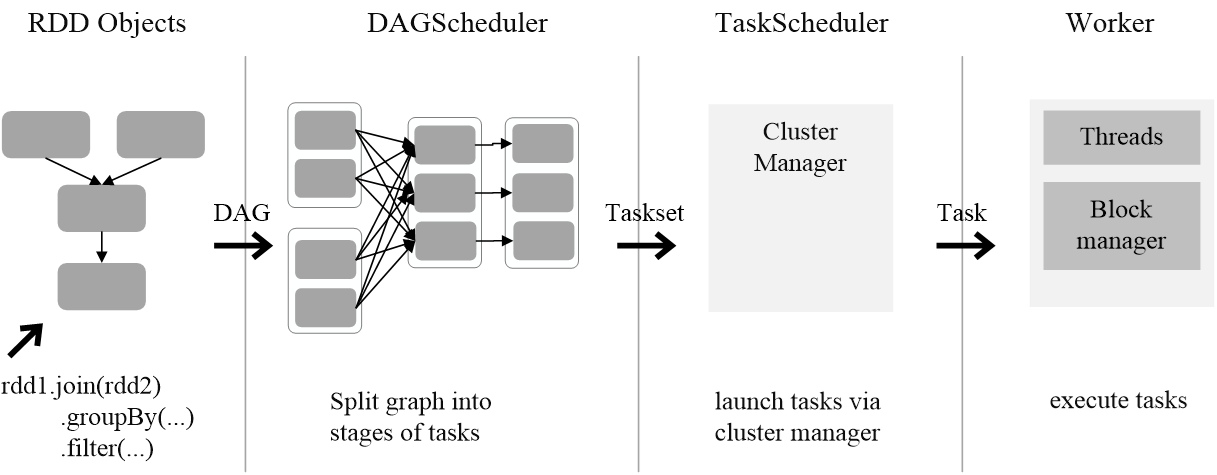 RDD Objects
DAGScheduler
TaskScheduler
Worker
DAG
Taskset
Cluster
Manager
Task
Threads
Block
manager
rdd1.join(rdd2)
.groupBy(...)
.filter(...)
Split graph into
stages of tasks
launch tasks via
cluster manager
execute tasks